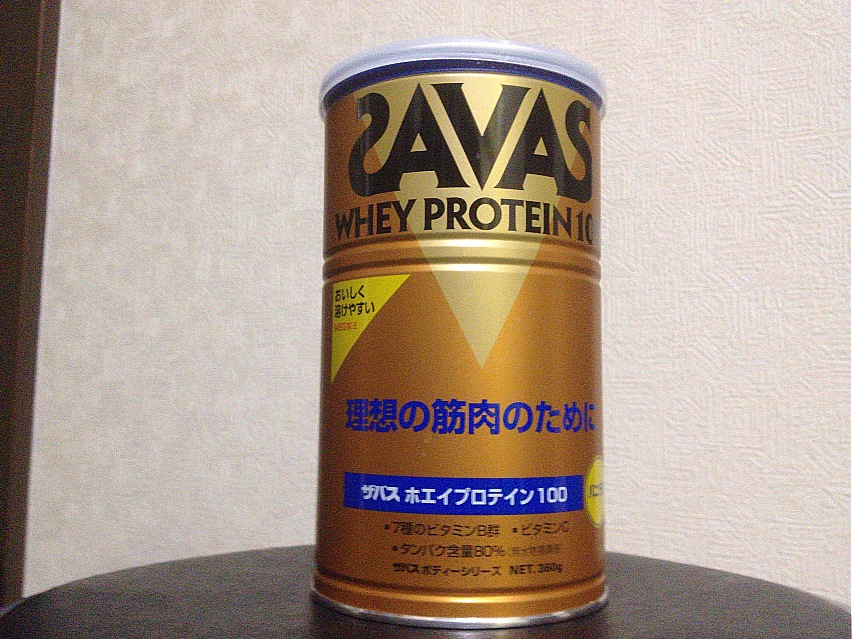 SAVAS
WHEY PROTEIN 10
おいしく
溶けやすい
理想の筋肉のために
ザバス ホエイプロテイン100
バニラ
•7種のビタミンB群 •ビタミンC
•タンパク含量80%
ザバス ボディーシリーズ NET. 360g